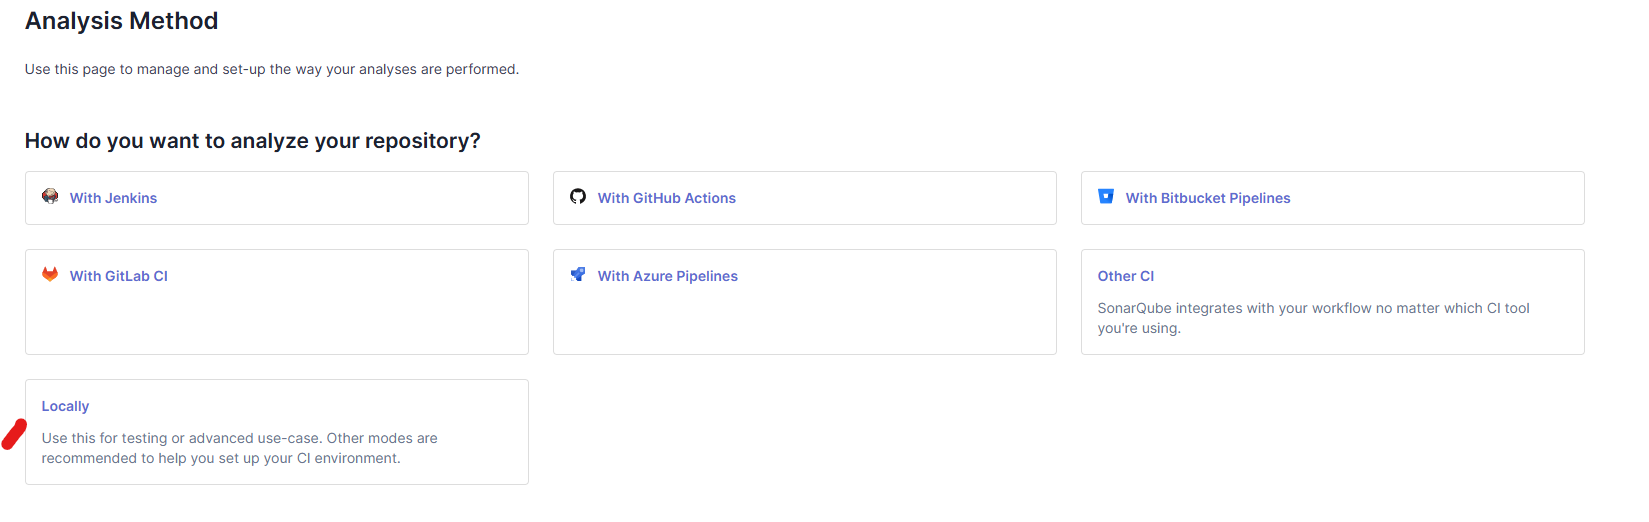 Analysis Method
Use this page to manage and set-up the way your analyses are performed.
How do you want to analyze your repository?
With Jenkins
With GitHub Actions
With Bitbucket Pipelines
With GitLab CI
With Azure Pipelines
Other CI
SonarQube integrates with your workflow no matter which CI tool
you're using.
Locally
Use this for testing or advanced use-case. Other modes are
recommended to help you set up your CI environment.